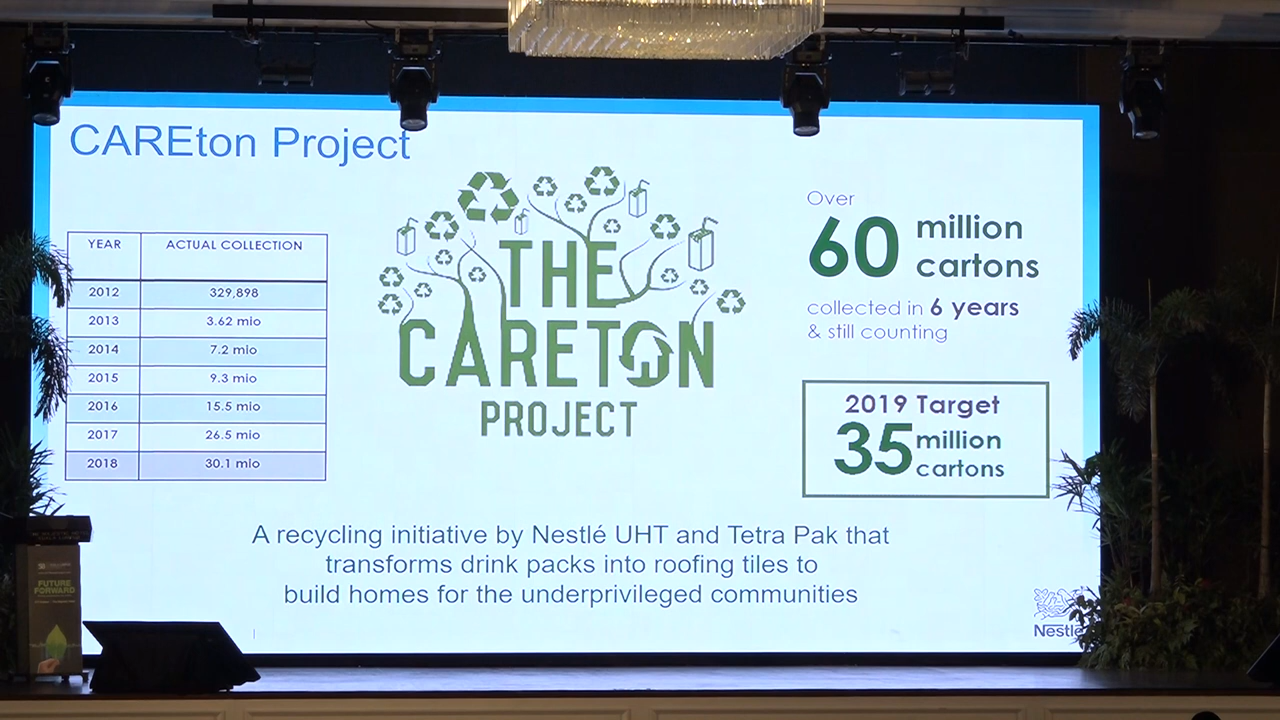 CAREton Project
YEAR ACTUAL COLLECTION
2012 329,898
2013 3.62 mio
2014 7.2 mio
2015 9.3 mio
2016 15.5 mio
2017 26.5 mio
2018 30.1 mio
THE
CARETON
PROJECT
Over
60 million
cartons
collected in 6 years
& still counting
2019 Target
35 million
cartons
A recycling initiative by Nestlé UHT and Tetra Pak that
transforms drink packs into roofing tiles to
build homes for the underprivileged communities
Nestlé
FUTURE
FORWARD